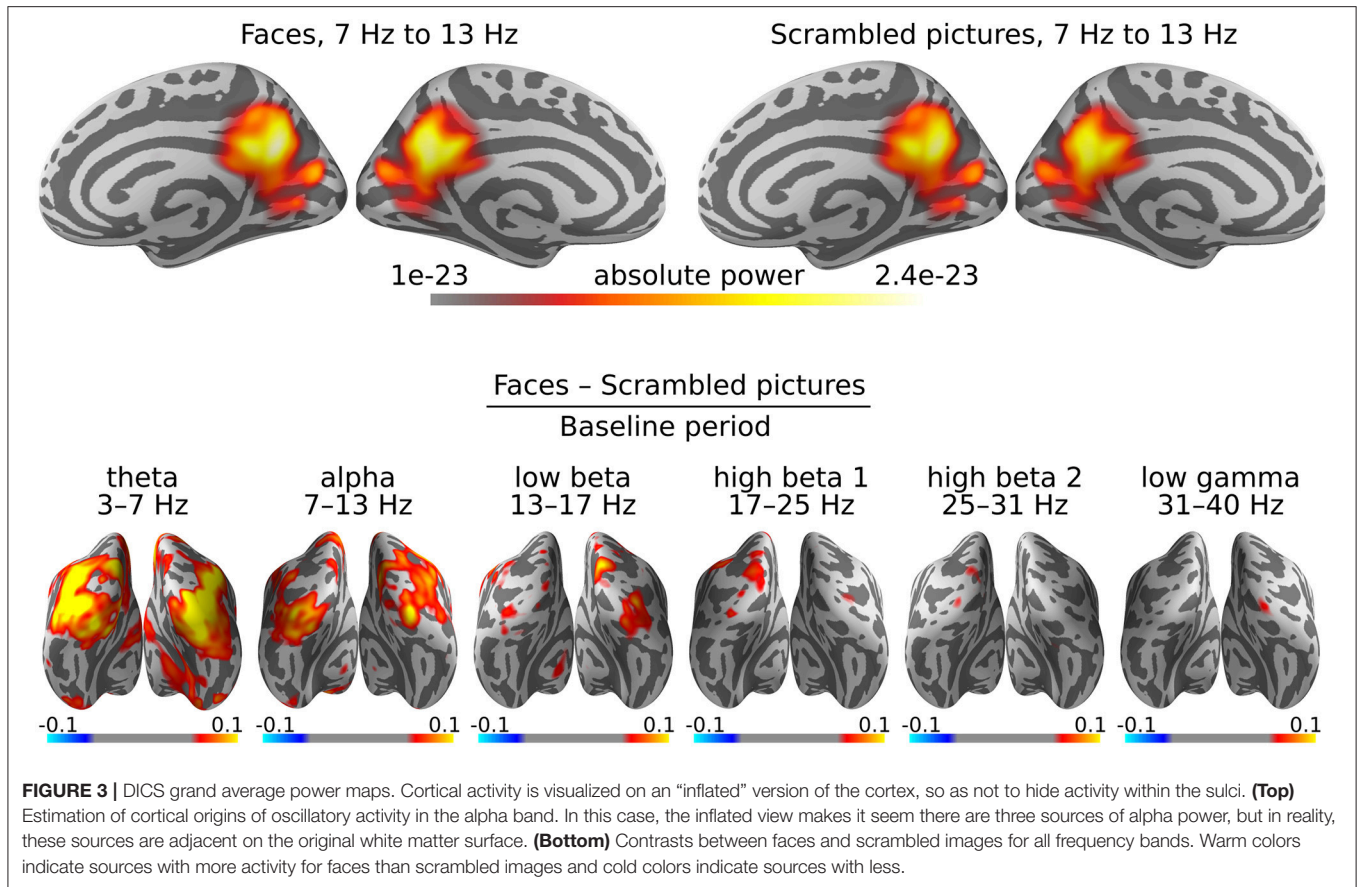 Faces, 7 Hz to 13 Hz
Scrambled pictures, 7 Hz to 13 Hz
1e-23 absolute power 2.4e-23
Faces – Scrambled pictures
Baseline period
theta alpha low beta high beta 1 high beta 2 low gamma
3–7 Hz 7–13 Hz 13–17 Hz 17–25 Hz 25–31 Hz 31–40 Hz
-0.1 0.1 -0.1 0.1 -0.1 0.1 -0.1 0.1 -0.1 0.1 -0.1 0.1
FIGURE 3 | DICS grand average power maps. Cortical activity is visualized on an “inflated” version of the cortex, so as not to hide activity within the sulci. (Top)
Estimation of cortical origins of oscillatory activity in the alpha band. In this case, the inflated view makes it seem there are three sources of alpha power, but in reality,
these sources are adjacent on the original white matter surface. (Bottom) Contrasts between faces and scrambled images for all frequency bands. Warm colors
indicate sources with more activity for faces than scrambled images and cold colors indicate sources with less.